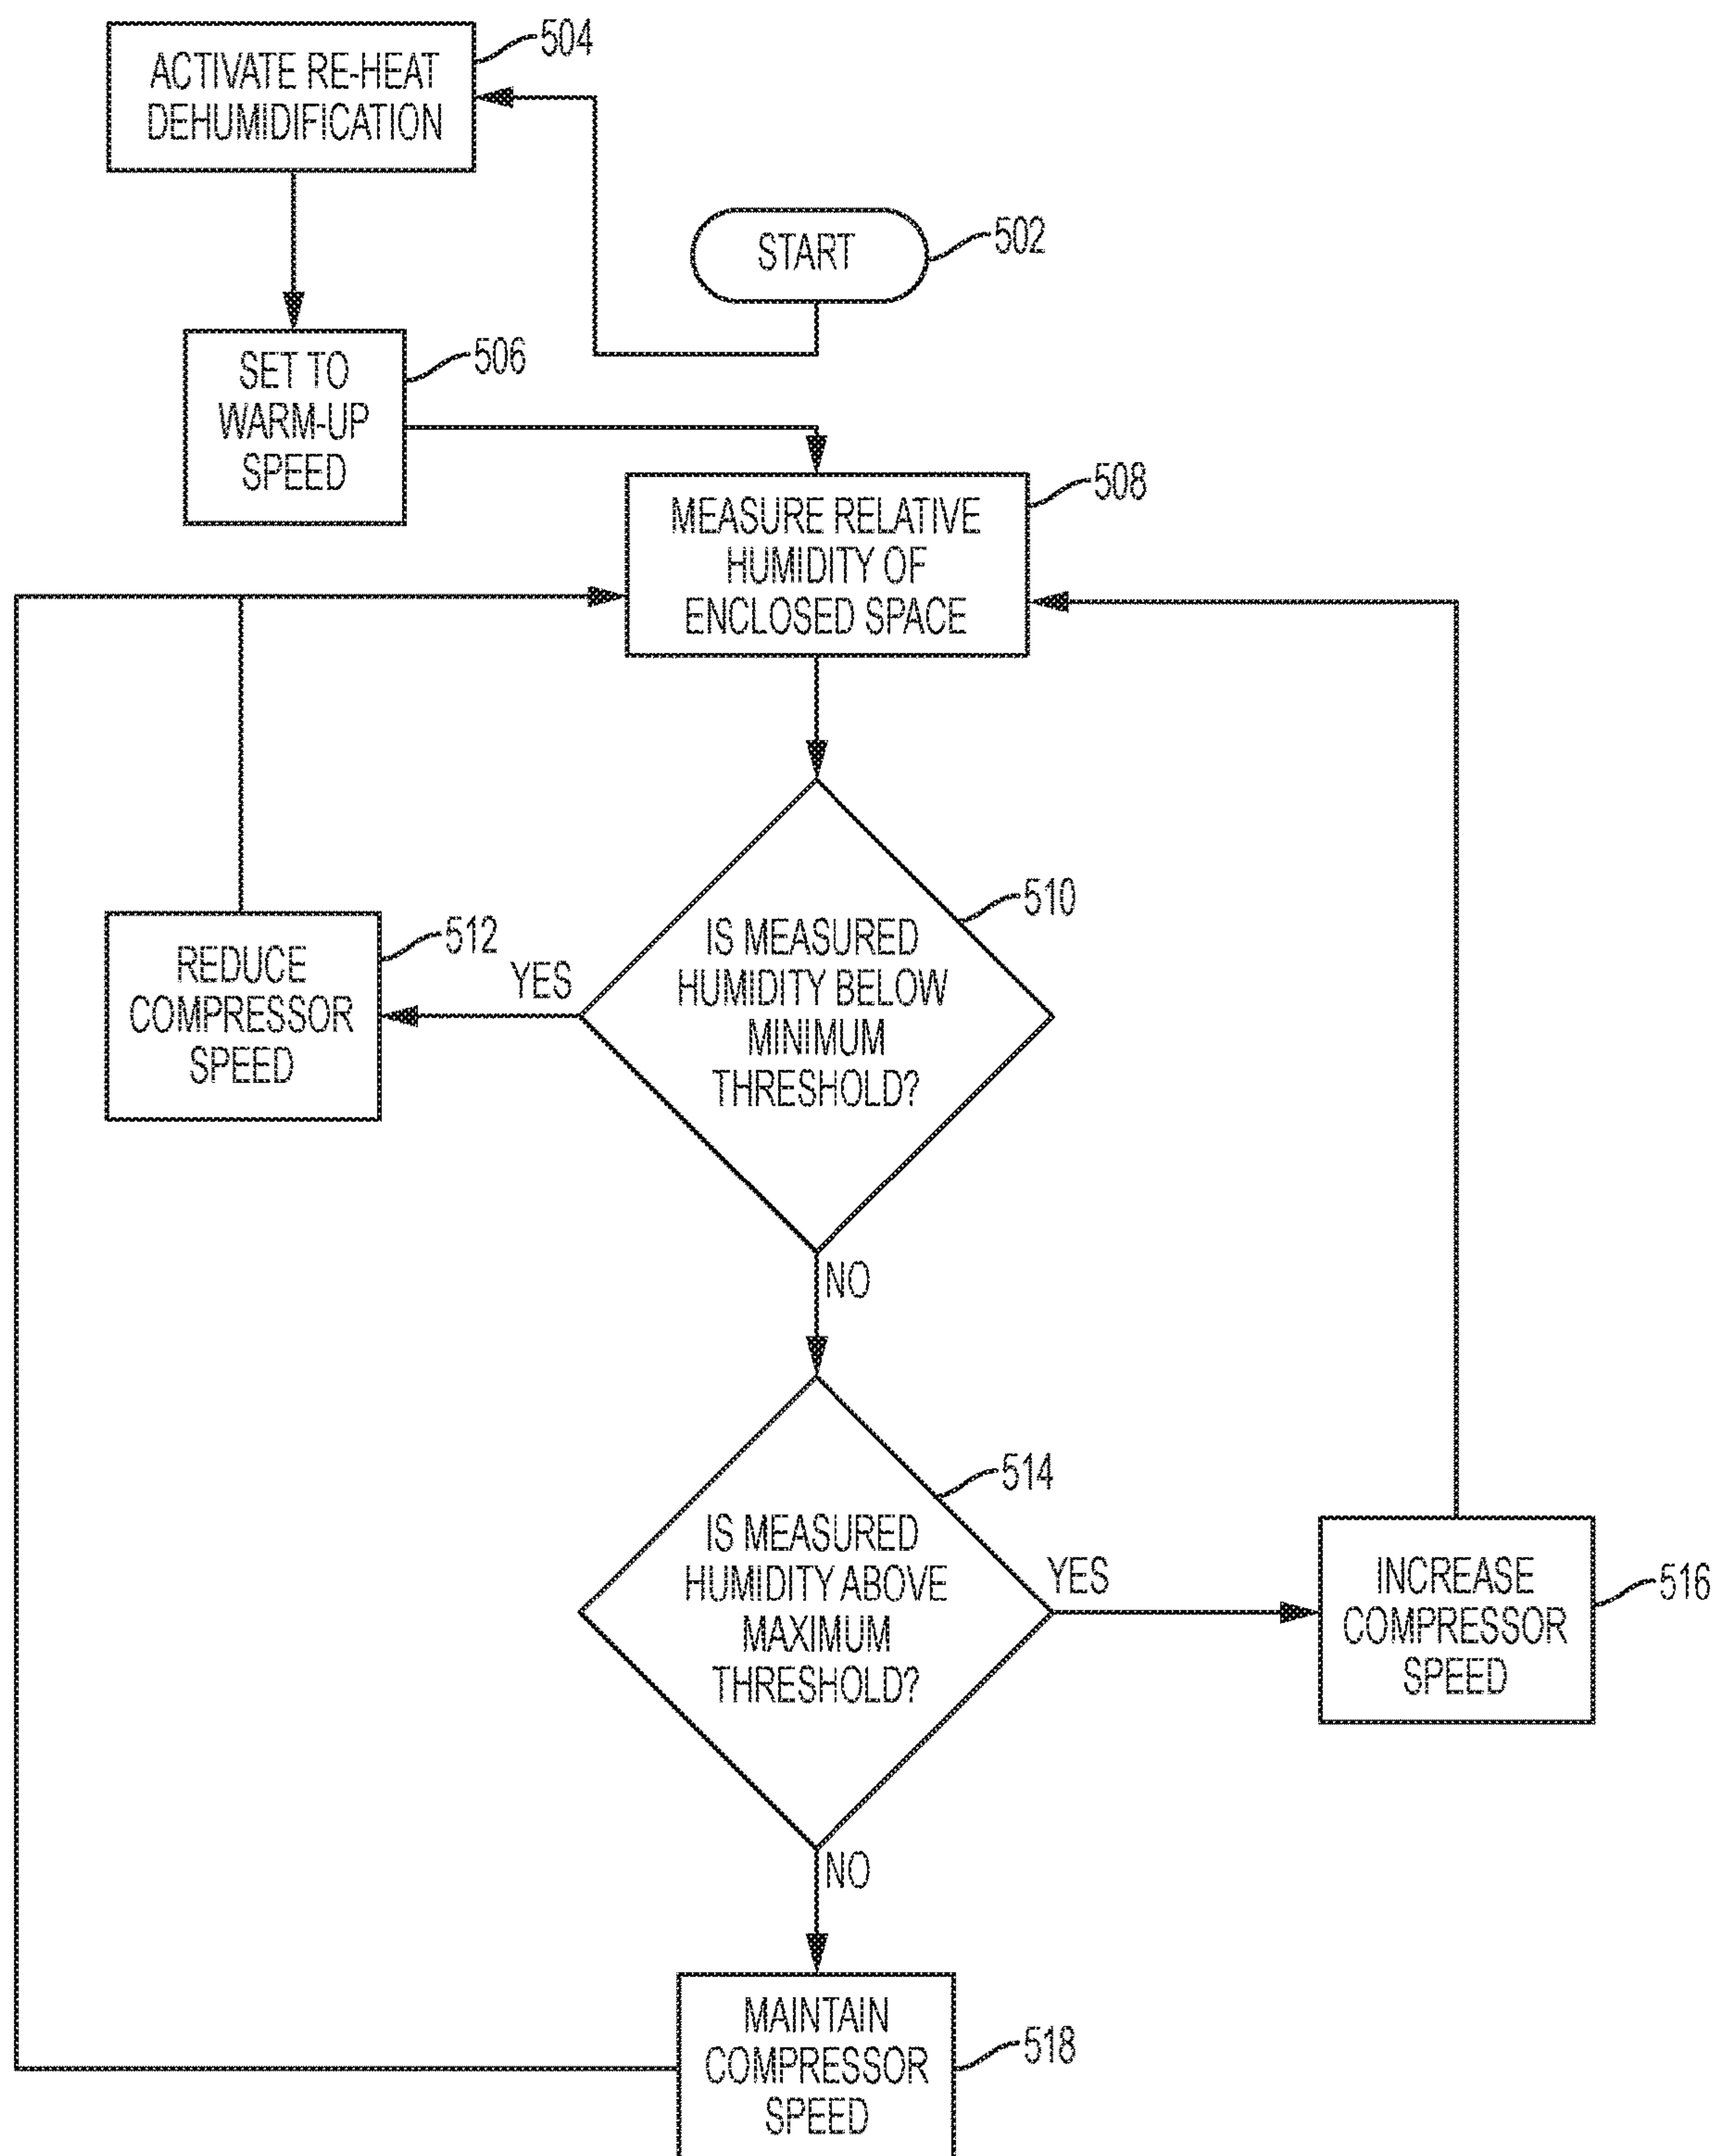 ACTIVATE RE-HEAT
DEHUMIDIFICATION
504
START
502
SET TO
WARM-UP
SPEED
506
MEASURE RELATIVE
HUMIDITY OF
ENCLOSED SPACE
508
IS MEASURED
HUMIDITY BELOW
MINIMUM
THRESHOLD?
510
YES
REDUCE
COMPRESSOR
SPEED
512
NO
IS MEASURED
HUMIDITY ABOVE
MAXIMUM
THRESHOLD?
514
YES
INCREASE
COMPRESSOR
SPEED
516
NO
MAINTAIN
COMPRESSOR
SPEED
518